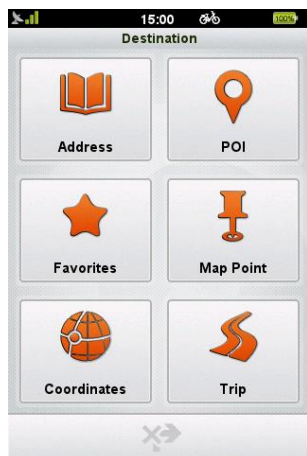 15:00 100%
Destination
Address POI
Favorites Map Point
Coordinates Trip